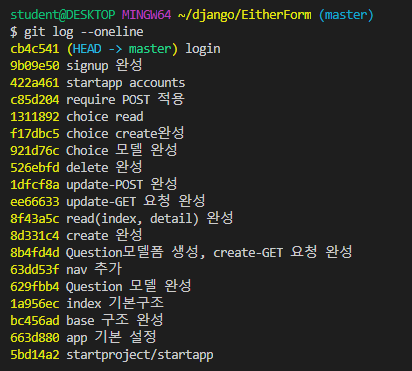 student@DESKTOP MINGW64 ~/django/EitherForm (master)
$ git log --oneline
cb4c541 (HEAD -> master) login
9b09e50 signup 완성
422a461 startapp accounts
c85d204 require POST 적용
1311892 choice read
f17dbc5 choice create완성
921d76c Choice 모델 완성
526ebfd delete 완성
1dfcf8a update-POST 완성
ee66633 update-GET 요청 완성
8f43a5c read(index, detail) 완성
8d331c4 create 완성
8b4fd4d Question모델폼 생성, create-GET 요청 완성
63dd53f nav 추가
629fbb4 Question 모델 완성
1a956ec index 기본구조
bc456ad base 구조 완성
663d880 app 기본 설정
5bd14a2 startproject/startapp